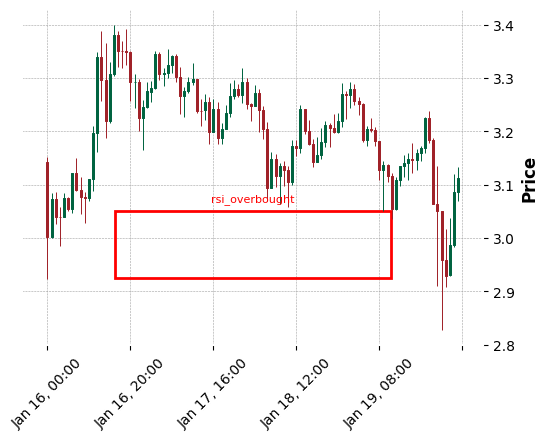 3.4
3.3
3.2
3.1
3.0
2.9
2.8
Price
rsi_overbought
Jan 16, 00:00
Jan 16, 20:00
Jan 17, 16:00
Jan 18, 12:00
Jan 19, 08:00